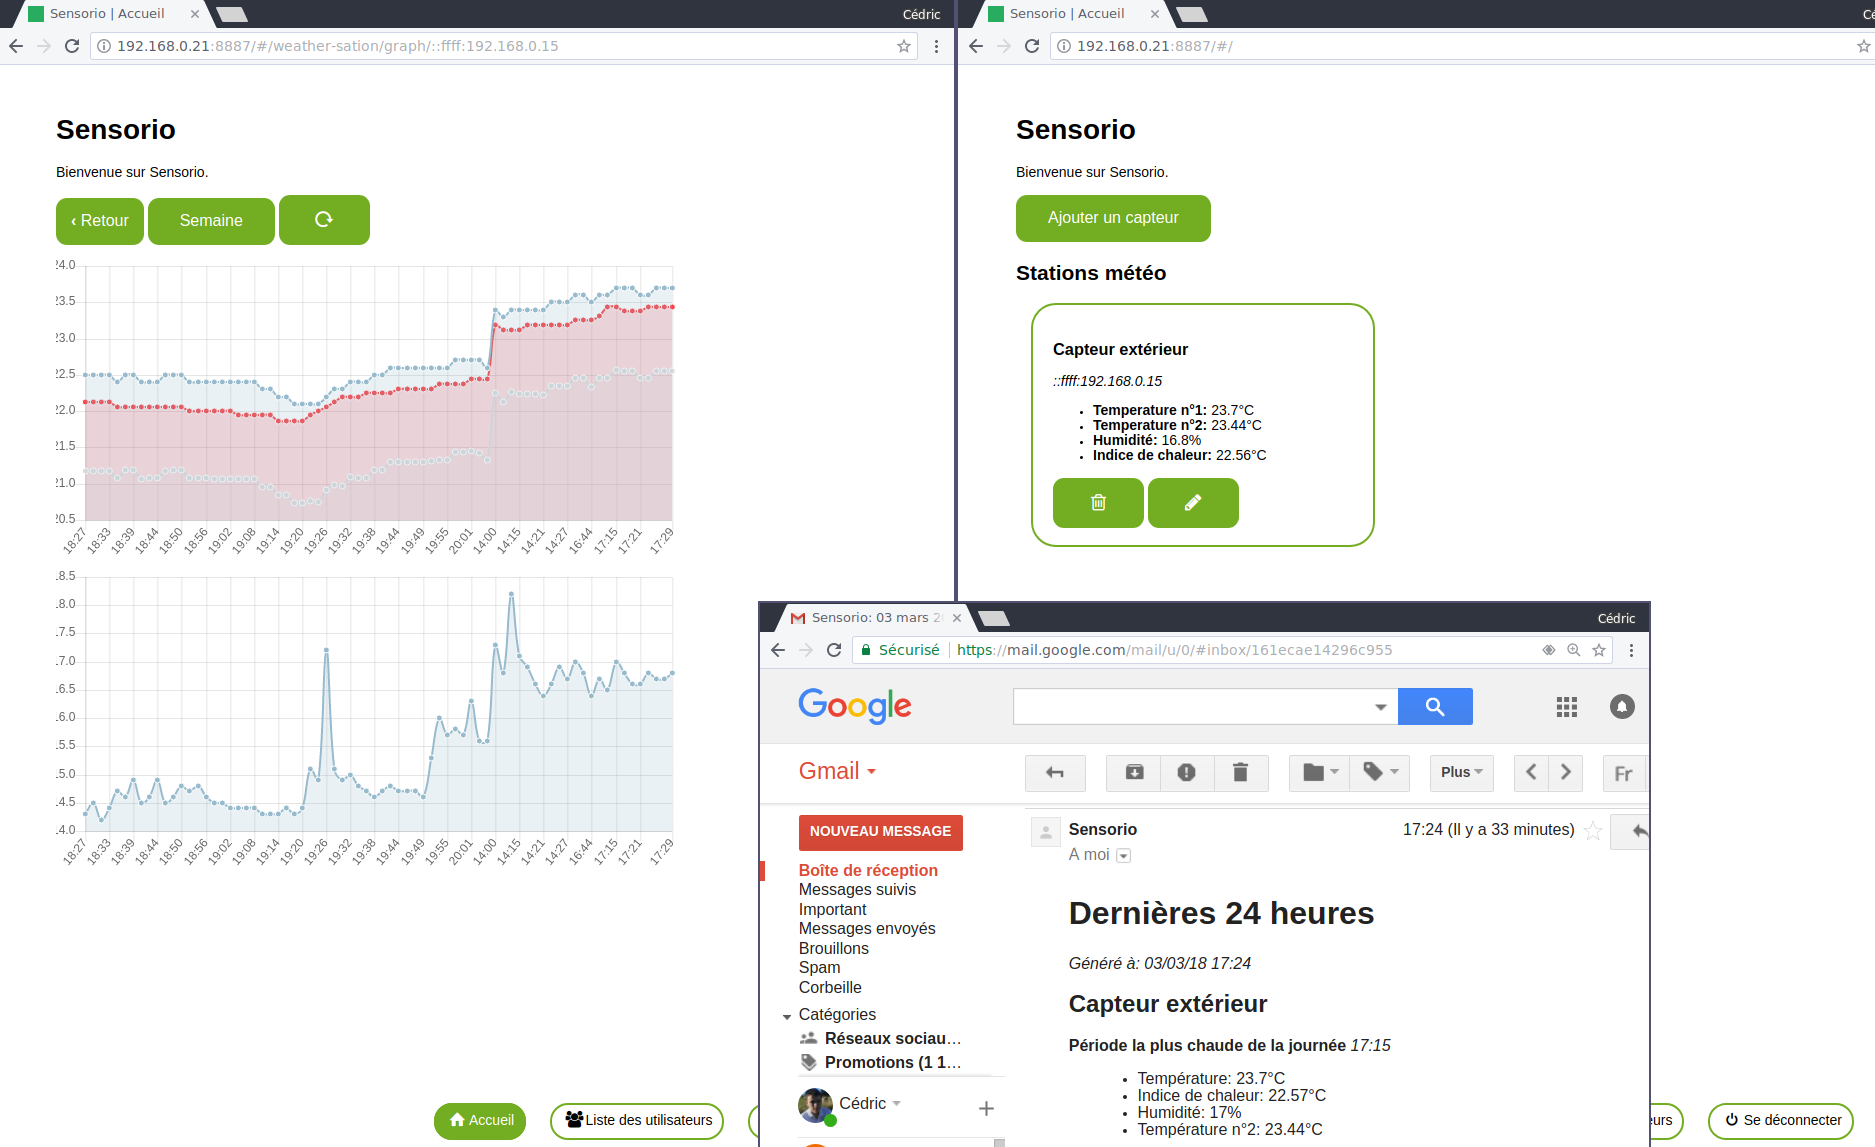 Sensorio | Accueil
Cédric
192.168.0.21:8887/#/weather-sation/graph/::ffff:192.168.0.15
Sensorio
Bienvenue sur Sensorio.
‹ Retour
Semaine
24.0
23.5
23.0
22.5
22.0
21.5
21.0
20.5
18:27 18:33 18:39 18:44 18:50 18:56 19:02 19:08 19:14 19:20 19:26 19:32 19:38 19:44 19:49 19:55 20:01 14:00 14:15 14:21 14:27 16:44 17:15 17:21 17:29
8.5
8.0
7.5
7.0
6.5
6.0
5.5
5.0
4.5
4.0
18:27 18:33 18:39 18:44 18:50 18:56 19:02 19:08 19:14 19:20 19:26 19:32 19:38 19:44 19:49 19:55 20:01 14:00 14:15 14:21 14:27 16:44 17:15 17:21 17:29
Accueil
Liste des utilisateurs
Sensorio | Accueil
192.168.0.21:8887/#/
Sensorio
Bienvenue sur Sensorio.
Ajouter un capteur
Stations météo
Capteur extérieur
::ffff:192.168.0.15
Temperature n°1: 23.7°C
Temperature n°2: 23.44°C
Humidité: 16.8%
Indice de chaleur: 22.56°C
Se déconnecter
Sensorio: 03 mars
Cédric
Sécurisé
https://mail.google.com/mail/u/0/#inbox/161ecae14296c955
Google
Gmail
Plus
Fr
NOUVEAU MESSAGE
Boîte de réception
Messages suivis
Important
Messages envoyés
Brouillons
Spam
Corbeille
Catégories
Réseaux sociau…
Promotions (1 1…
Cédric
Sensorio
17:24 (Il y a 33 minutes)
A moi
Dernières 24 heures
Généré à: 03/03/18 17:24
Capteur extérieur
Période la plus chaude de la journée 17:15
Température: 23.7°C
Indice de chaleur: 22.57°C
Humidité: 17%
Température n°2: 23.44°C